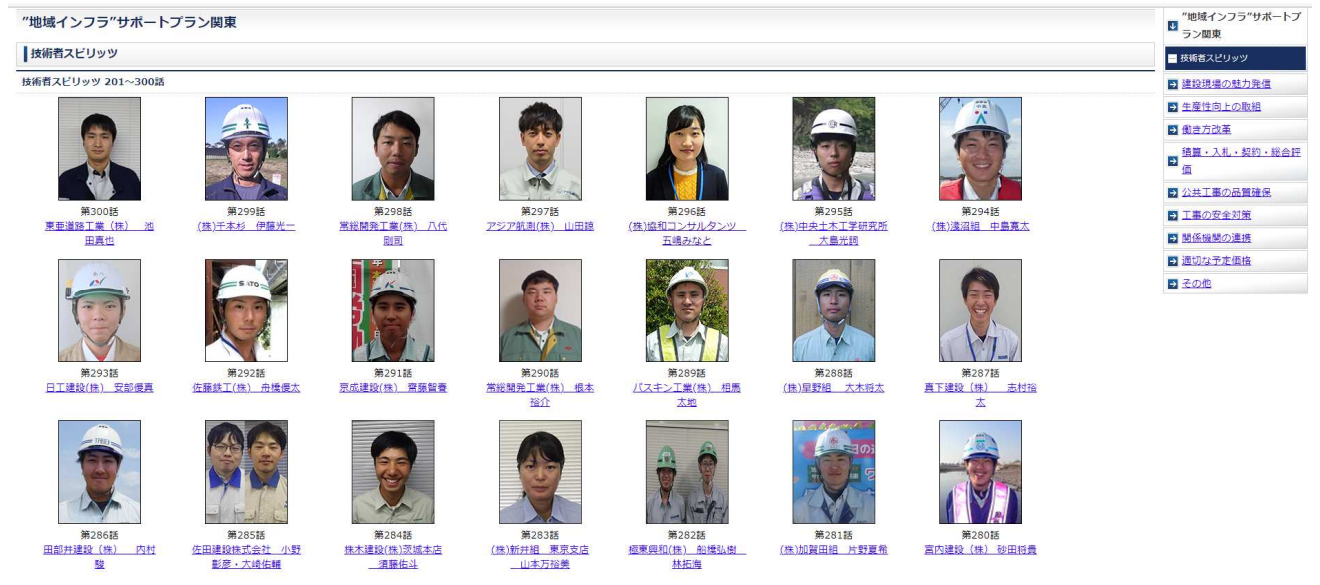 ”地域インフラ”サポートプラン関東
技術者スピリッツ
技術者スピリッツ 201～300話
第300話
東亜道路工業（株）　池
田真也
第299話
(株)千本杉　伊藤光一
第298話
常総開発工業(株)　八代
剛司
第297話
アジア航測(株)　山田諒
第296話
(株)協和コンサルタンツ
五嶋みなと
第295話
(株)中央土木工学研究所
大島光詞
第294話
(株)淺沼組　中島寛太
第293話
日工建設(株)　安部優真
第292話
佐藤鉄工(株)　舟橋優太
第291話
京成建設(株)　齋藤智春
第290話
常総開発工業(株)　根本
裕介
第289話
パスキン工業(株)　相馬
太地
第288話
(株)早野組　大木将太
第287話
真下建設（株）　志村裕
太
第286話
田部井建設（株）　内村
駿
第285話
佐田建設株式会社　小野
彰彦・大崎佑輔
第284話
株木建設(株)茨城本店
須藤佑斗
第283話
(株)新井組　東京支店
山本万裕美
第282話
極東興和(株)　船橋弘樹
林拓海
第281話
(株)加賀田組　片野夏希
第280話
宮内建設（株）　砂田将貴
”地域インフラ”サポートプ
ラン関東
技術者スピリッツ
建設現場の魅力発信
生産性向上の取組
働き方改革
積算・入札・契約・総合評
価
公共工事の品質確保
工事の安全対策
関係機関の連携
適切な予定価格
その他